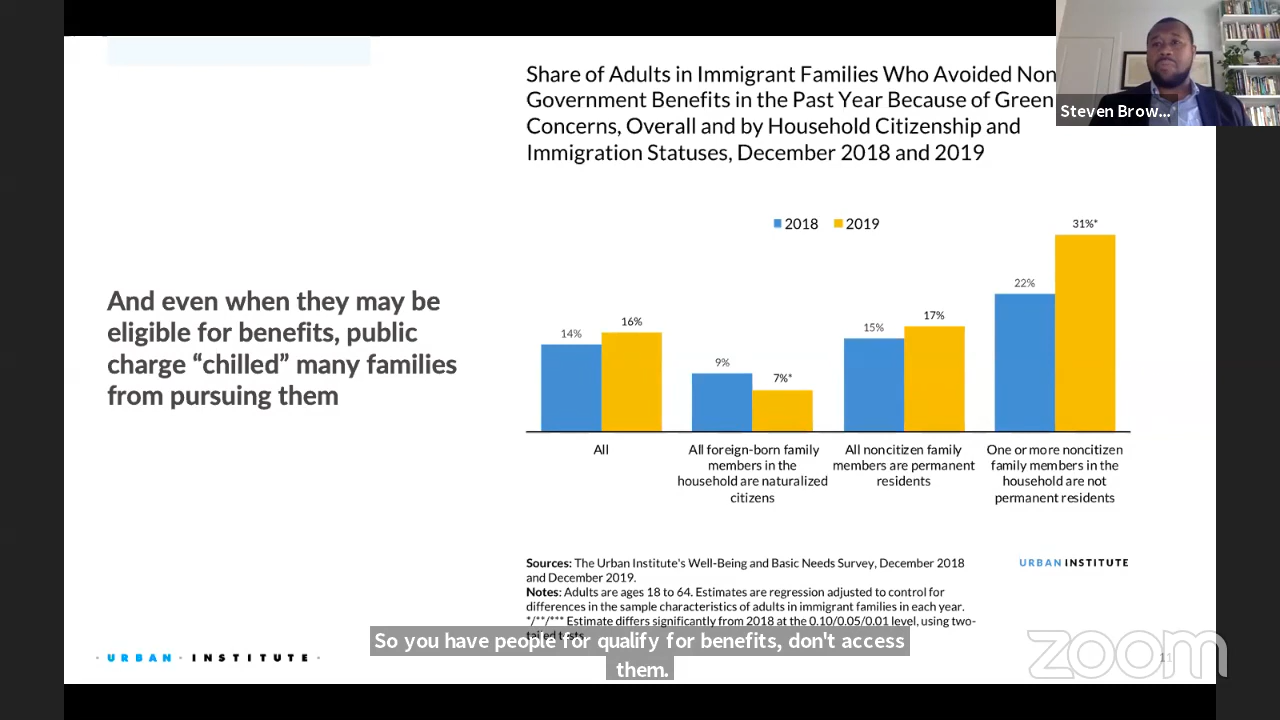 Share of Adults in Immigrant Families Who Avoided Non
Government Benefits in the Past Year Because of Green
Concerns, Overall and by Household Citizenship and
Immigration Statuses, December 2018 and 2019
Steven Brow...
2018 2019
And even when they may be
eligible for benefits, public
charge “chilled” many families
from pursuing them
14%
16%
9%
7%*
15%
17%
22%
31%*
All
All foreign-born family
members in the
household are naturalized
citizens
All noncitizen family
members are permanent
residents
One or more noncitizen
family members in the
household are not
permanent residents
Sources: The Urban Institute's Well-Being and Basic Needs Survey, December 2018
and December 2019.
Notes: Adults are ages 18 to 64. Estimates are regression adjusted to control for
differences in the sample characteristics of adults in immigrant families in each year.
*/**/*** Estimate differs significantly from 2018 at the 0.10/0.05/0.01 level, using two-
tailed tests.
URBAN INSTITUTE
So you have people for qualify for benefits, don't access
them.
· URBAN · INSTITUTE ·
zoom
11